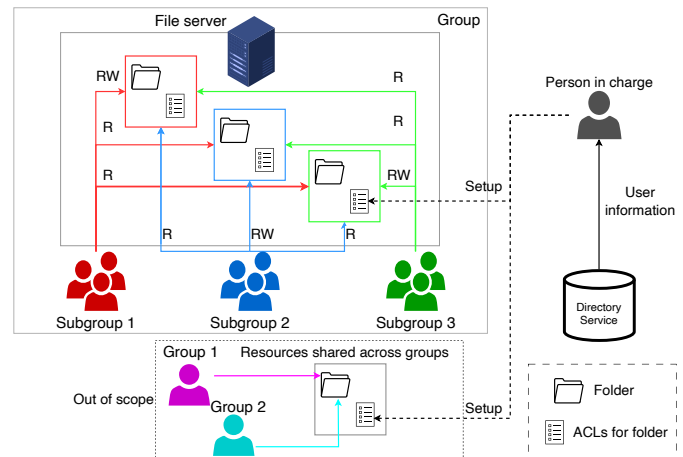 File server
Group
RW
R
Person in charge
R
R
R
RW
Setup
User
information
R
RW
R
Directory
Service
Subgroup 1
Subgroup 2
Subgroup 3
Group 1
Resources shared across groups
Out of scope
Group 2
Setup
Folder
ACLs for folder